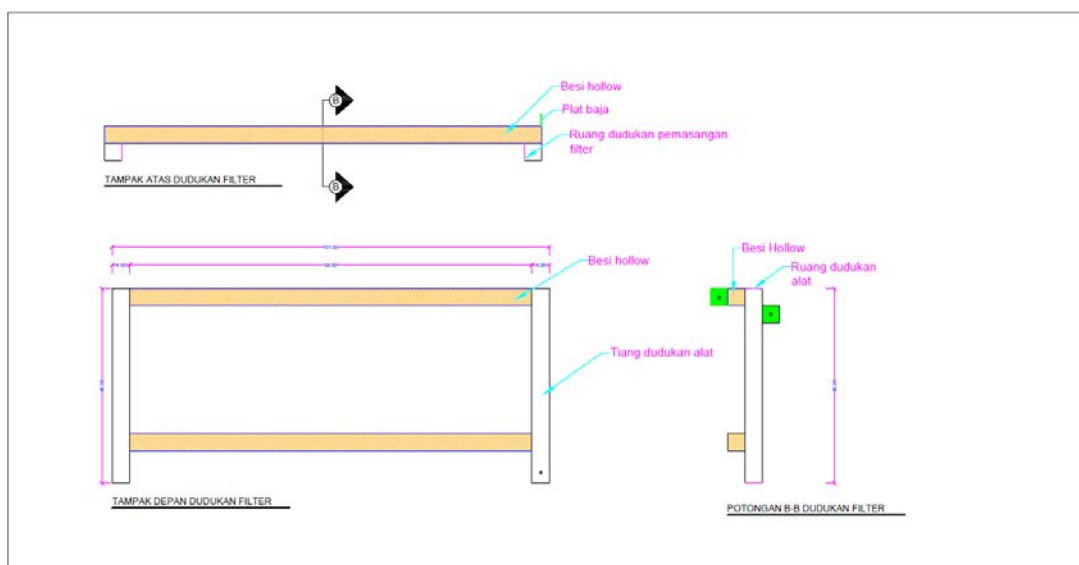 B
Besi hollow
Plat baja
Ruang dudukan pemasangan
filter
B
TAMPAK ATAS DUDUKAN FILTER
Besi hollow
Tiang dudukan alat
TAMPAK DEPAN DUDUKAN FILTER
Besi Hollow
Ruang dudukan
alat
POTONGAN B-B DUDUKAN FILTER